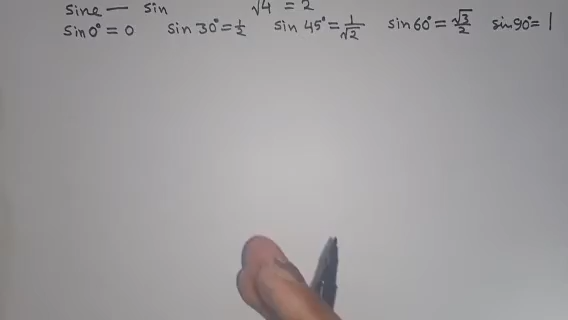 sine — sin √4 = 2
sin 0° = 0 sin 30° = 1/2 sin 45° = 1/√2 sin 60° = √3/2 sin 90° = 1